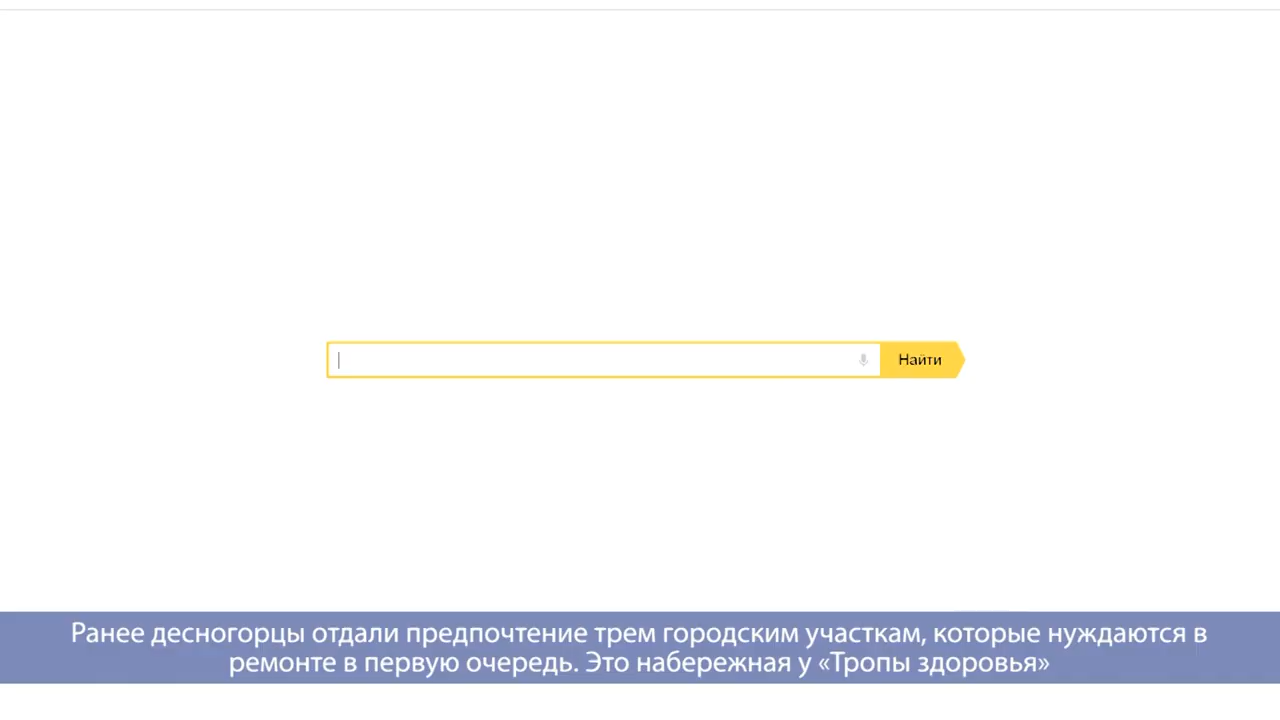 Найти
Ранее десногорцы отдали предпочтение трем городским участкам, которые нуждаются в
ремонте в первую очередь. Это набережная у «Тропы здоровья»